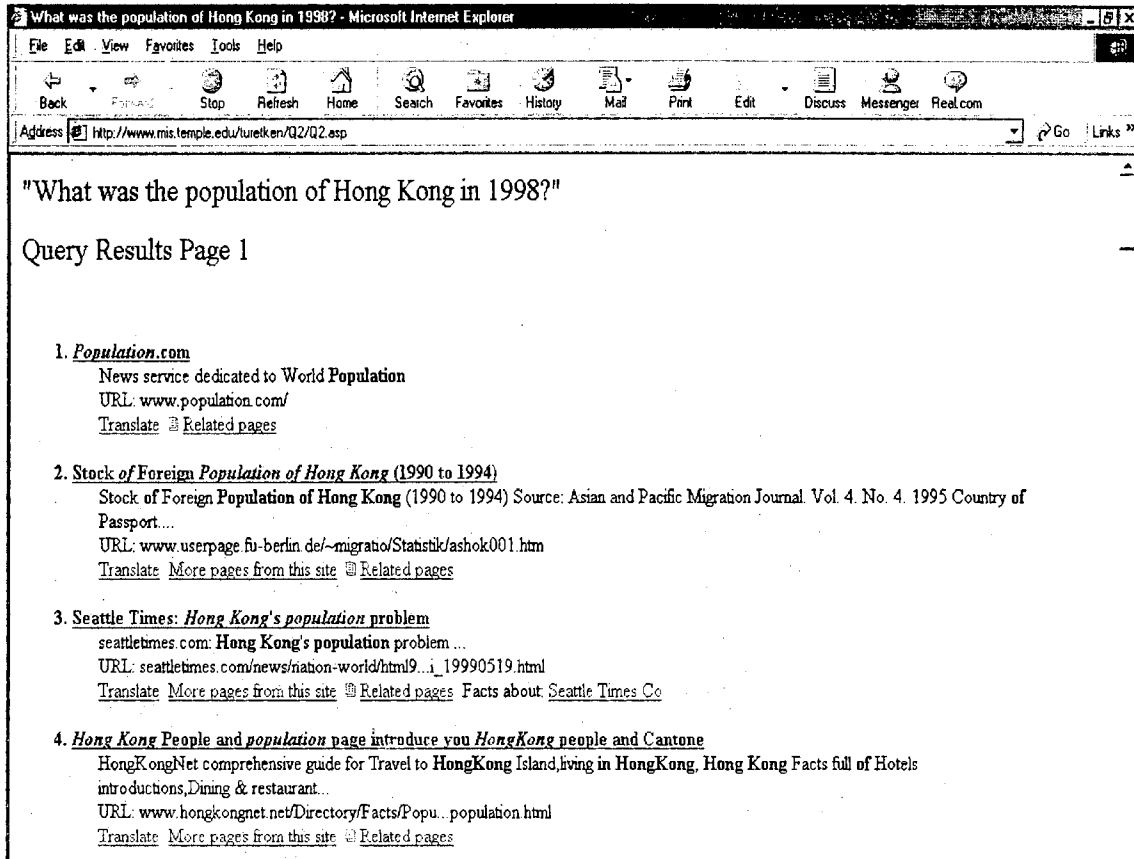 What was the population of Hong Kong in 1998? - Microsoft Internet Explorer
File Edit View Favorites Tools Help
Back Forward Stop Refresh Home Search Favorites History Mail Print Edit Discuss Messenger Real.com
Address http://www.mis.temple.edu/turetken/Q2/Q2.asp Go Links »
"What was the population of Hong Kong in 1998?"
Query Results Page 1
1. Population.com
News service dedicated to World Population
URL: www.population.com/
Translate Related pages
2. Stock of Foreign Population of Hong Kong (1990 to 1994)
Stock of Foreign Population of Hong Kong (1990 to 1994) Source: Asian and Pacific Migration Journal. Vol. 4. No. 4. 1995 Country of
Passport....
URL: www.userpage.fu-berlin.de/~migratio/Statistik/ashok001.htm
Translate More pages from this site Related pages
3. Seattle Times: Hong Kong's population problem
seattletimes.com: Hong Kong's population problem ...
URL: seattletimes.com/news/nation-world/html9...i_19990519.html
Translate More pages from this site Related pages Facts about: Seattle Times Co
4. Hong Kong People and population page introduce you HongKong people and Cantone
HongKongNet comprehensive guide for Travel to HongKong Island,living in HongKong, Hong Kong Facts full of Hotels
introductions,Dining & restaurant...
URL: www.hongkongnet.net/Directory/Facts/Popu...population.html
Translate More pages from this site Related pages